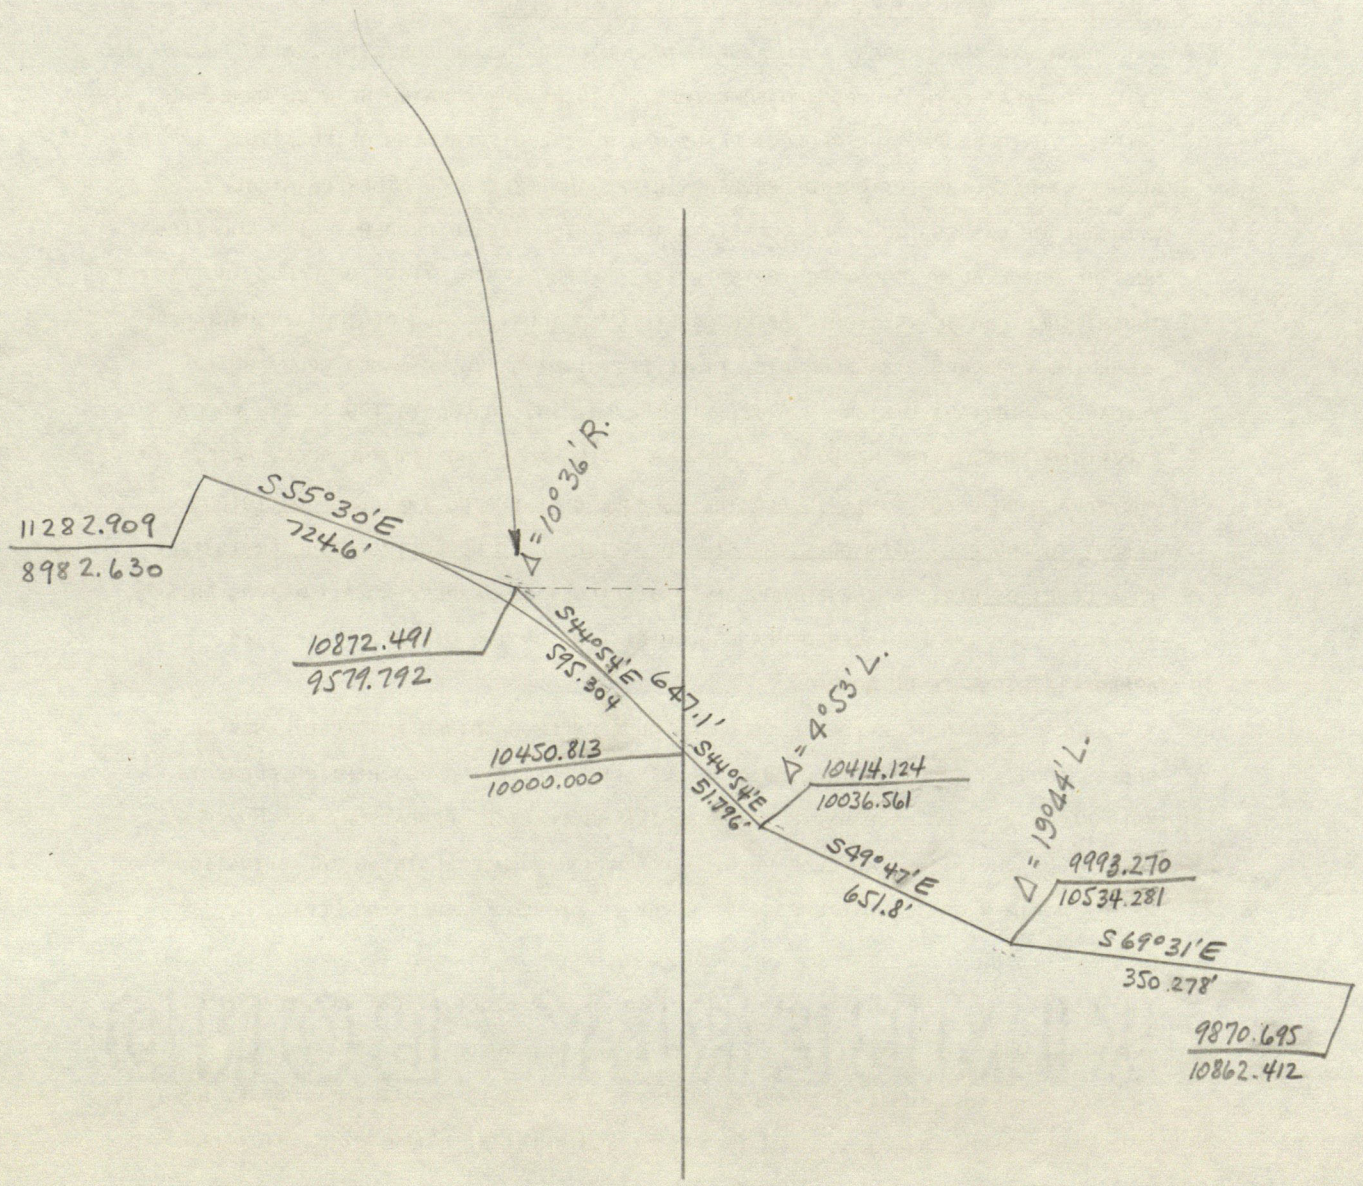 Δ = 10°36' R.
S 55°30' E
724.6'
11282.909
8982.630
10872.491
9579.792
S44°54'E
595.304
647.1'
Δ = 4°53' L.
10450.813
10000.000
S44°54'E
51.796'
10414.124
10036.561
Δ = 19°44' L.
S49°47'E
651.8'
9993.270
10534.281
S 69°31' E
350.278'
9870.695
10862.412